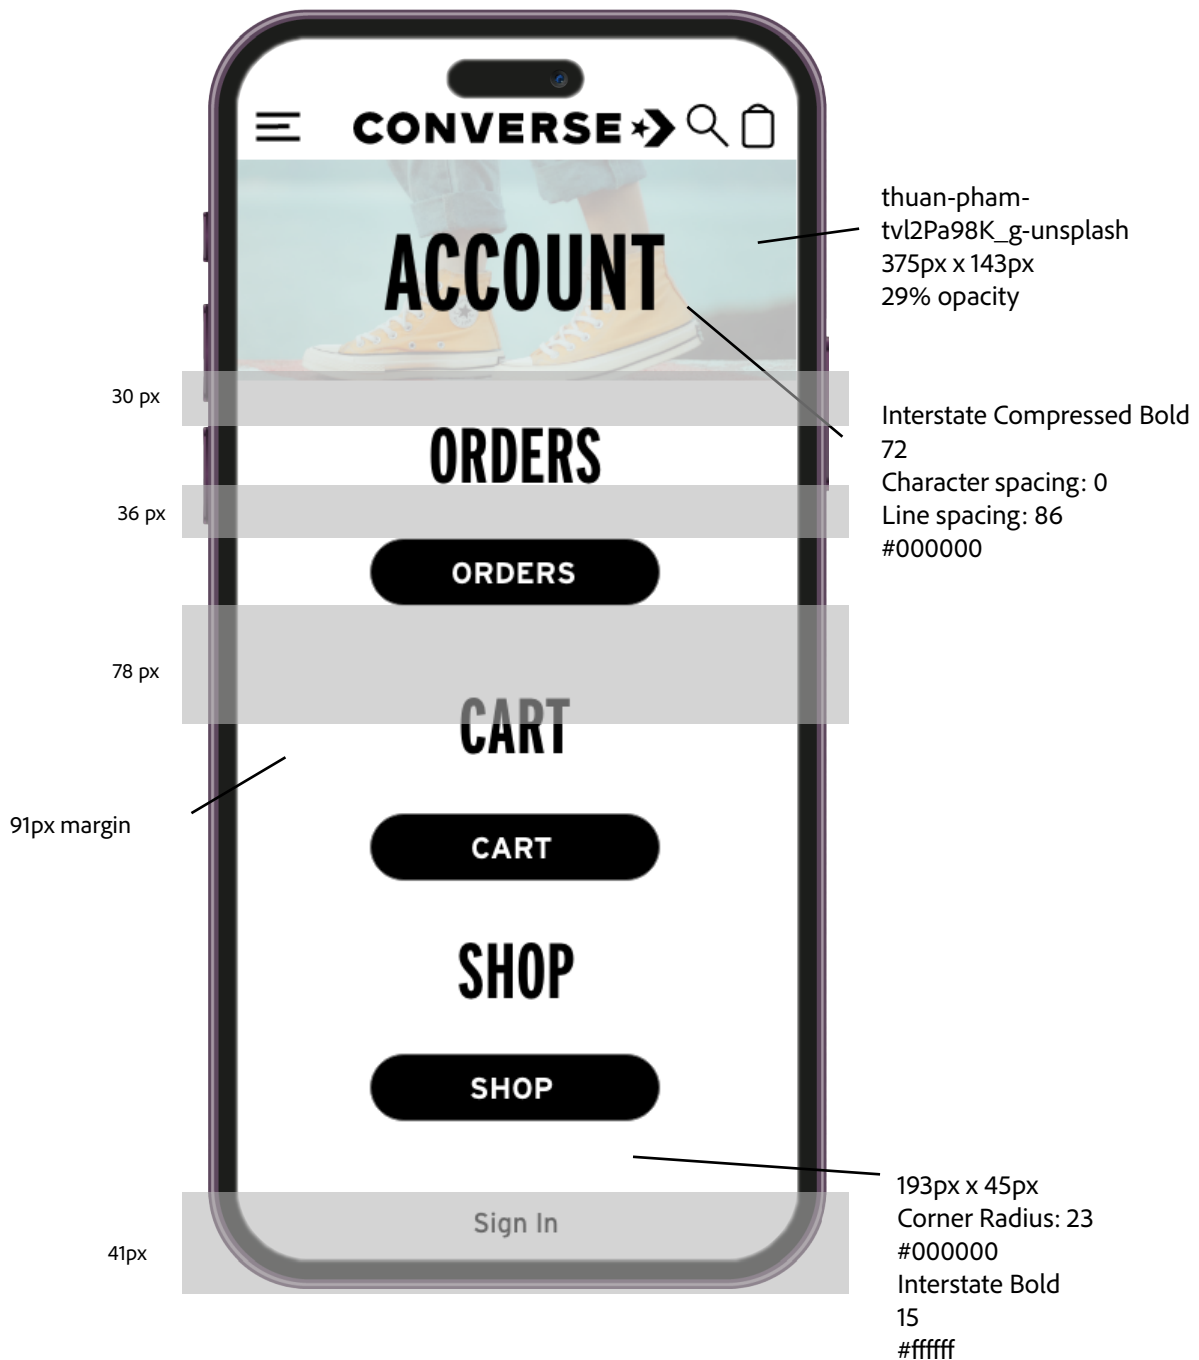 CONVERSE
ACCOUNT
thuan-pham-
tvl2Pa98K_g-unsplash
375px x 143px
29% opacity
30 px
Interstate Compressed Bold
72
Character spacing: 0
Line spacing: 86
#000000
ORDERS
36 px
ORDERS
78 px
CART
91px margin
CART
SHOP
SHOP
193px x 45px
Corner Radius: 23
#000000
Interstate Bold
15
#ffffff
Sign In
41px